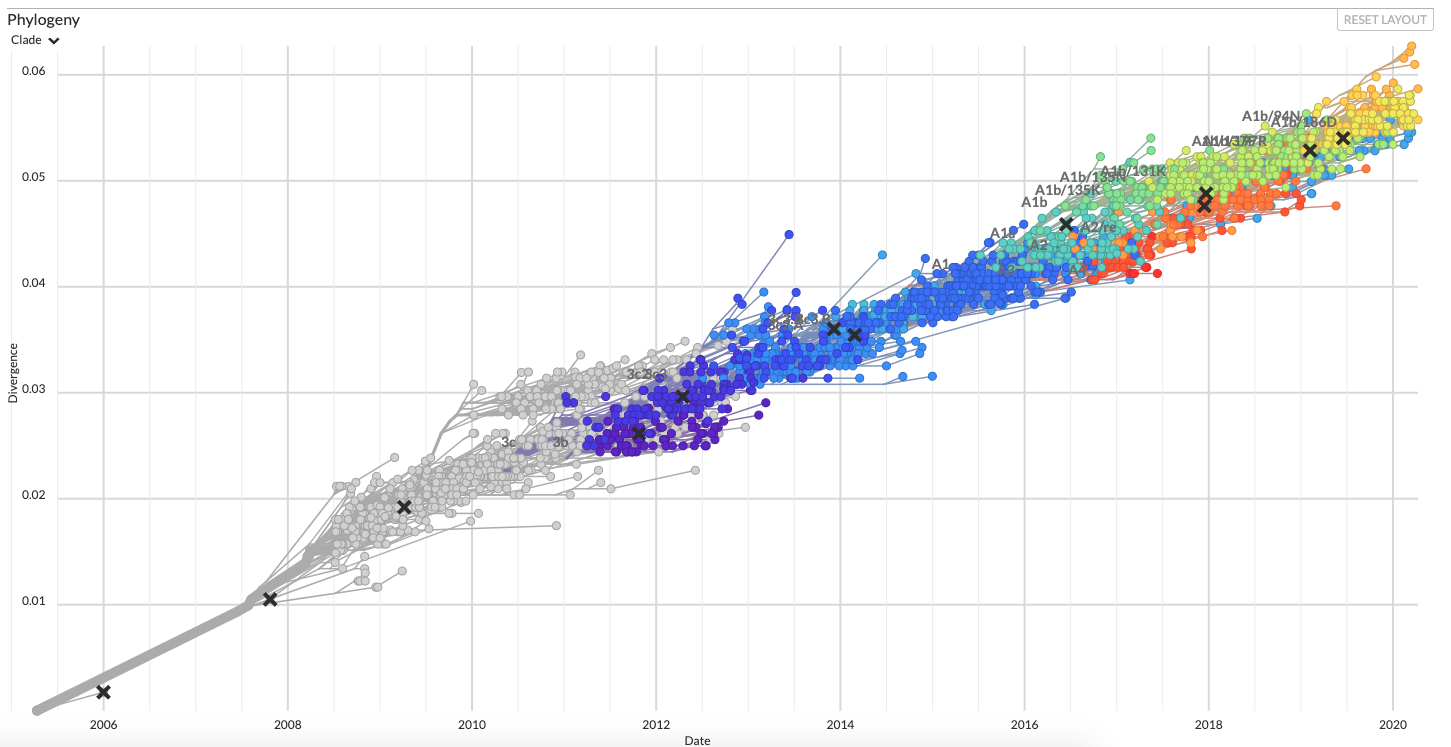 Phylogeny
RESET LAYOUT
Clade
0.06
A1b/94N
A1b/186D
A1b/131K
A1b/135N
0.05
A1b/135K
A1b
A2/re
A1a
A2
A1
0.04
0.03
3c
3b
0.02
0.01
Divergence
2006
2008
2010
2012
2014
2016
2018
2020
Date